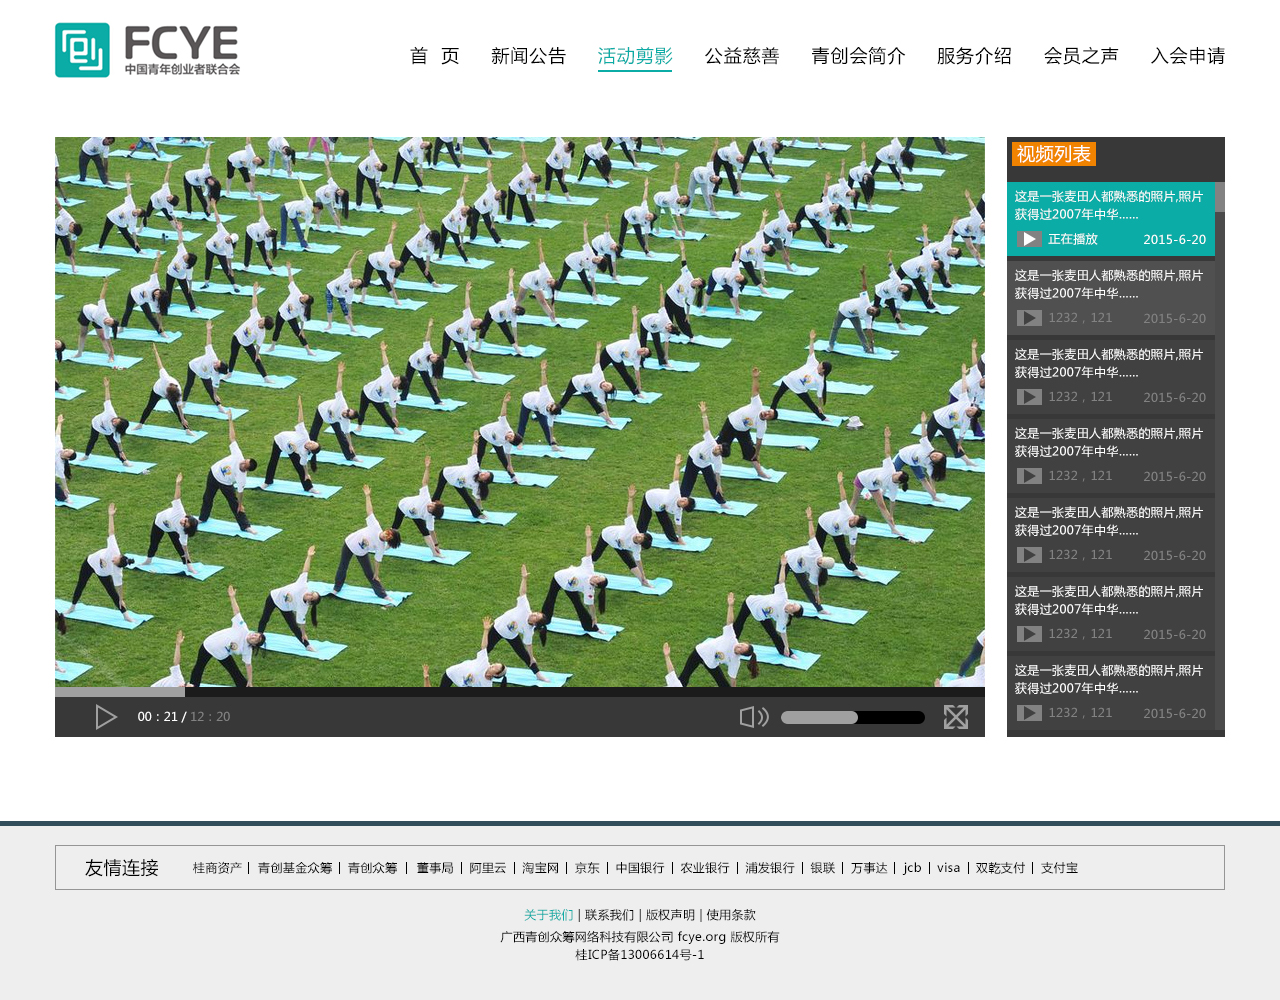 FCYE
中国青年创业者联合会
首 页 新闻公告 活动剪影 公益慈善 青创会简介 服务介绍 会员之声 入会申请
视频列表
这是一张麦田人都熟悉的照片,照片
获得过2007年中华......
正在播放 2015-6-20
这是一张麦田人都熟悉的照片,照片
获得过2007年中华......
1232，121 2015-6-20
这是一张麦田人都熟悉的照片,照片
获得过2007年中华......
1232，121 2015-6-20
这是一张麦田人都熟悉的照片,照片
获得过2007年中华......
1232，121 2015-6-20
这是一张麦田人都熟悉的照片,照片
获得过2007年中华......
1232，121 2015-6-20
这是一张麦田人都熟悉的照片,照片
获得过2007年中华......
1232，121 2015-6-20
这是一张麦田人都熟悉的照片,照片
获得过2007年中华......
1232，121 2015-6-20
00：21 / 12：20
友情连接 桂商资产 | 青创基金众筹 | 青创众筹 | 董事局 | 阿里云 | 淘宝网 | 京东 | 中国银行 | 农业银行 | 浦发银行 | 银联 | 万事达 | jcb | visa | 双乾支付 | 支付宝
关于我们 | 联系我们 | 版权声明 | 使用条款
广西青创众筹网络科技有限公司 fcye.org 版权所有
桂ICP备13006614号-1